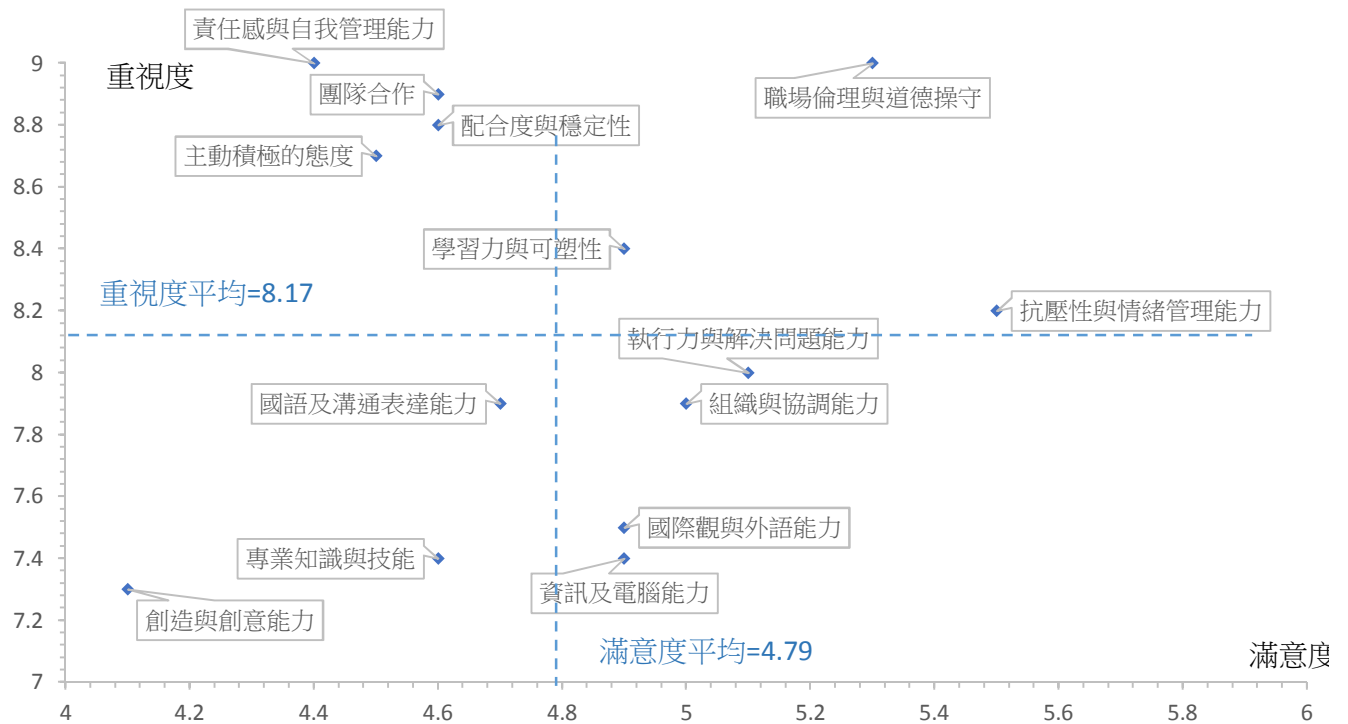 責任感與自我管理能力
9
重視度
職場倫理與道德操守
團隊合作
8.8
配合度與穩定性
主動積極的態度
8.6
8.4
學習力與可塑性
重視度平均=8.17
8.2
抗壓性與情緒管理能力
執行力與解決問題能力
8
國語及溝通表達能力
組織與協調能力
7.8
7.6
國際觀與外語能力
專業知識與技能
7.4
資訊及電腦能力
創造與創意能力
7.2
滿意度平均=4.79
滿意度
7
4 4.2 4.4 4.6 4.8 5 5.2 5.4 5.6 5.8 6